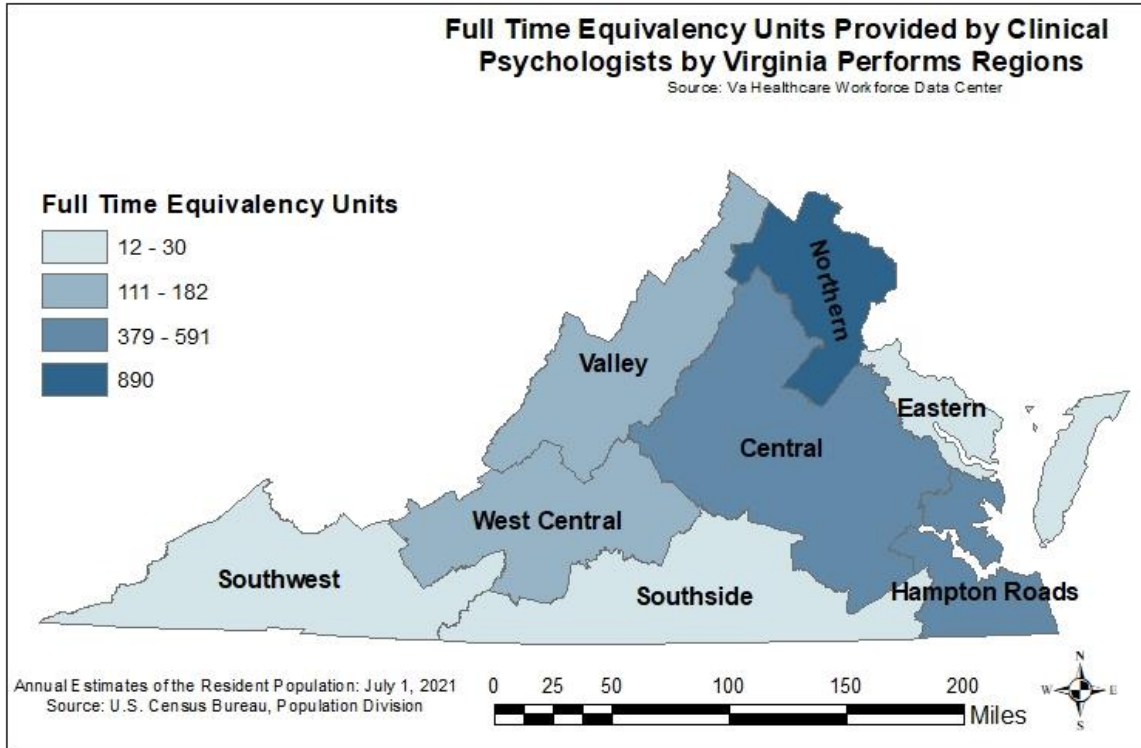 Full Time Equivalency Units Provided by Clinical
Psychologists by Virginia Performs Regions
Source: Va Healthcare Workforce Data Center
Full Time Equivalency Units
12 - 30
111 - 182
379 - 591
890
Northern
Valley
Eastern
Central
West Central
Southwest
Southside
Hampton Roads
Annual Estimates of the Resident Population: July 1, 2021
Source: U.S. Census Bureau, Population Division
0 25 50 100 150 200
Miles
N
W E
S